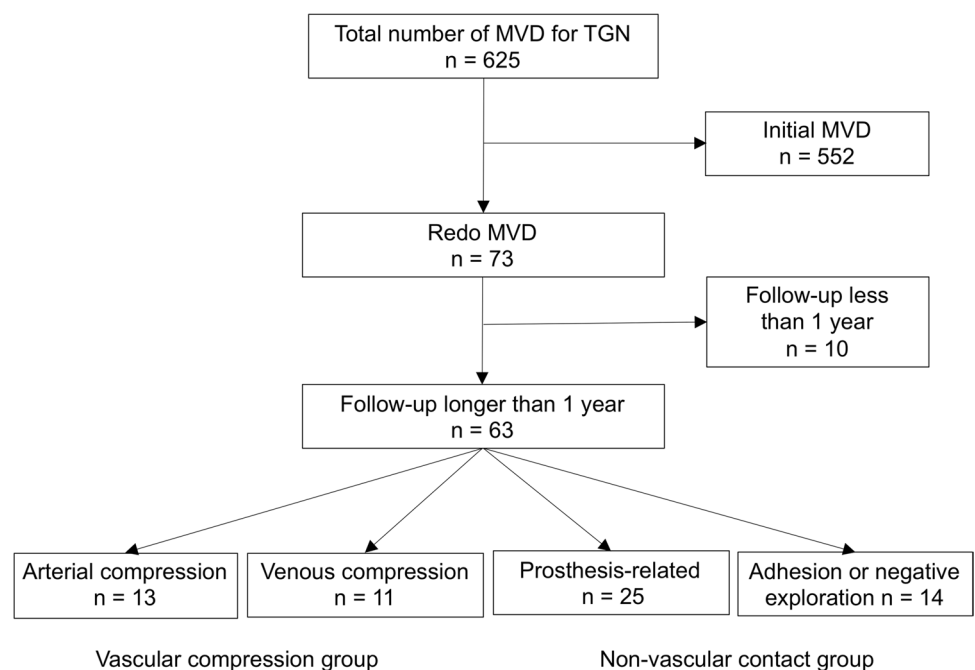 Total number of MVD for TGN
n = 625
Initial MVD
n = 552
Redo MVD
n = 73
Follow-up less
than 1 year
n = 10
Follow-up longer than 1 year
n = 63
Arterial compression
n = 13
Venous compression
n = 11
Prosthesis-related
n = 25
Adhesion or negative
exploration n = 14
Vascular compression group
Non-vascular contact group